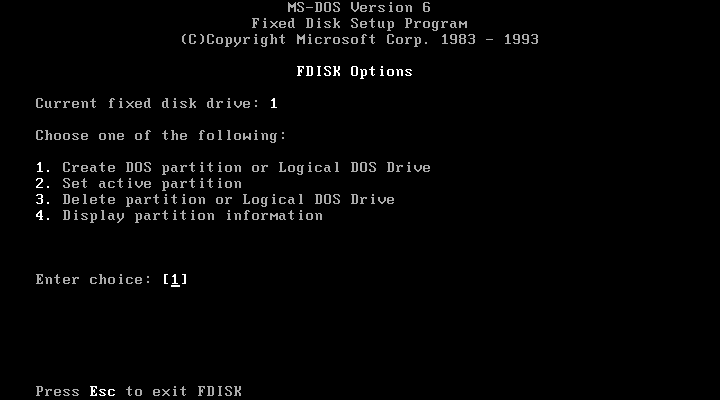 MS-DOS Version 6
Fixed Disk Setup Program
(C)Copyright Microsoft Corp. 1983 - 1993
FDISK Options
Current fixed disk drive: 1
Choose one of the following:
1. Create DOS partition or Logical DOS Drive
2. Set active partition
3. Delete partition or Logical DOS Drive
4. Display partition information
Enter choice: [1]
Press Esc to exit FDISK